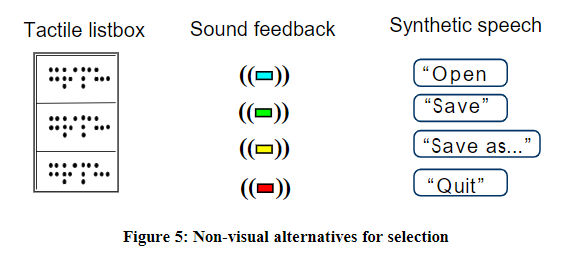 Tactile listbox
Sound feedback
Synthetic speech
“Open
“Save”
“Save as...”
“Quit”
Figure 5: Non-visual alternatives for selection